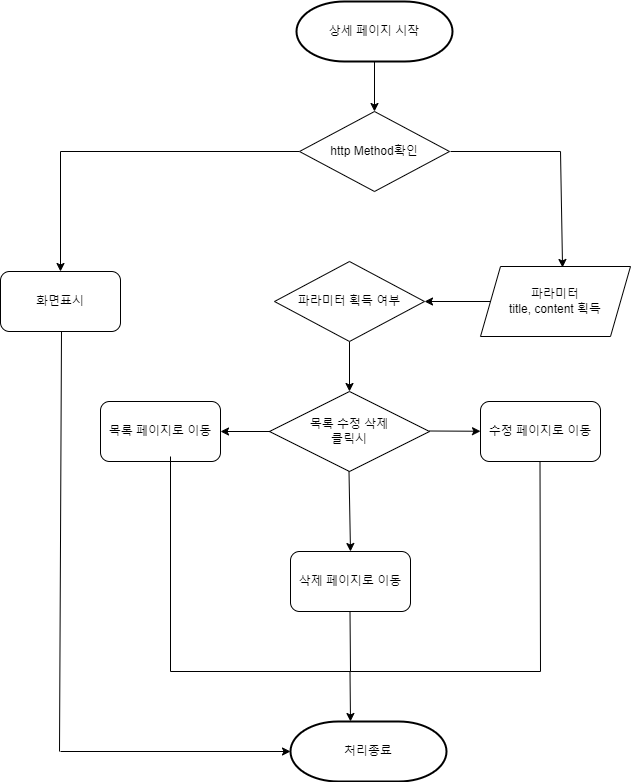 상세 페이지 시작
http Method확인
화면표시
파라미터 획득 여부
파라미터
title, content 획득
목록 페이지로 이동
목록 수정 삭제
클릭시
수정 페이지로 이동
삭제 페이지로 이동
처리종료